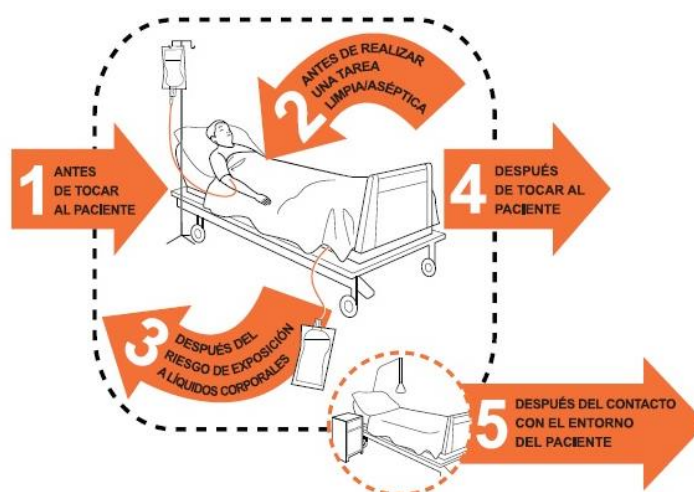 1 ANTES
DE TOCAR
AL PACIENTE
2 ANTES DE REALIZAR
UNA TAREA
LIMPIA/ASÉPTICA
3 DESPUÉS DEL
RIESGO DE EXPOSICIÓN
A LÍQUIDOS CORPORALES
4 DESPUÉS
DE TOCAR AL
PACIENTE
5 DESPUÉS DEL CONTACTO
CON EL ENTORNO
DEL PACIENTE